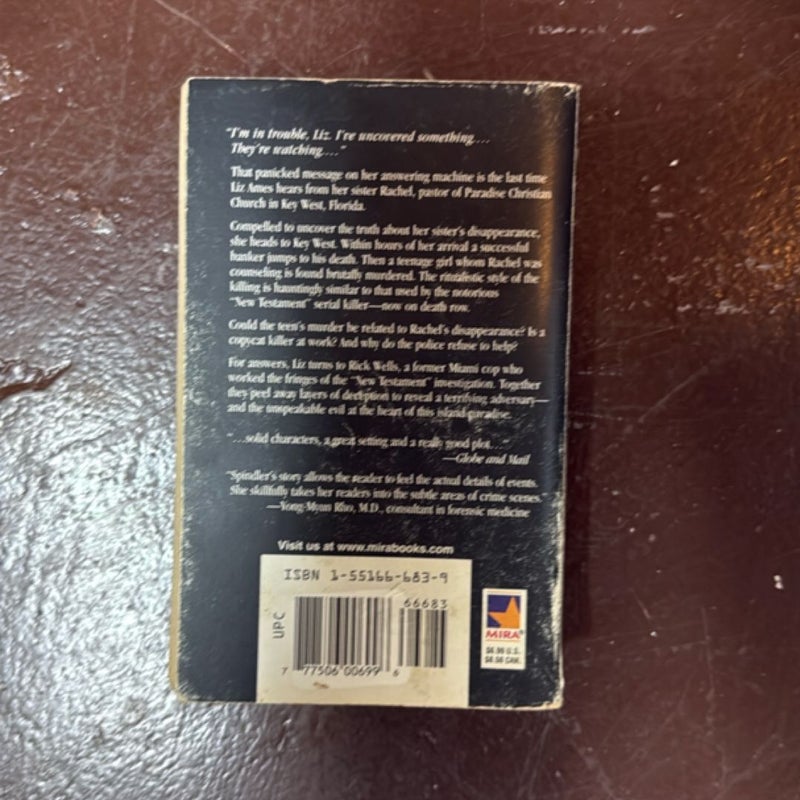 "I'm in trouble, Liz. I've uncovered something....
They're watching...."
That panicked message on her answering machine is the last time
Liz Ames hears from her sister Rachel, pastor of Paradise Christian
Church in Key West, Florida.
Compelled to uncover the truth about her sister's disappearance,
she heads to Key West. Within hours of her arrival a successful
banker jumps to his death. Then a teenage girl whom Rachel was
counseling is found brutally murdered. The ritualistic style of the
killing is hauntingly similar to that used by the notorious
"New Testament" serial killer—now on death row.
Could the teen's murder be related to Rachel's disappearance? Is a
copycat killer at work? And why do the police refuse to help?
For answers, Liz turns to Rick Wells, a former Miami cop who
worked the fringes of the "New Testament" investigation. Together
they peel away layers of deception to reveal a terrifying adversary—
and the unspeakable evil at the heart of this island paradise.
"...solid characters, a great setting and a really good plot..."
—Globe and Mail
"Spindler's story allows the reader to feel the actual details of events.
She skillfully takes her readers into the subtle areas of crime scenes."
—Yong-Myun Rho, M.D., consultant in forensic medicine
Visit us at www.mirabooks.com
ISBN 1-55166-683-9
66683
UPC
7 77506 00699 6
MIRA®
$6.99 U.S.
$8.50 CAN.